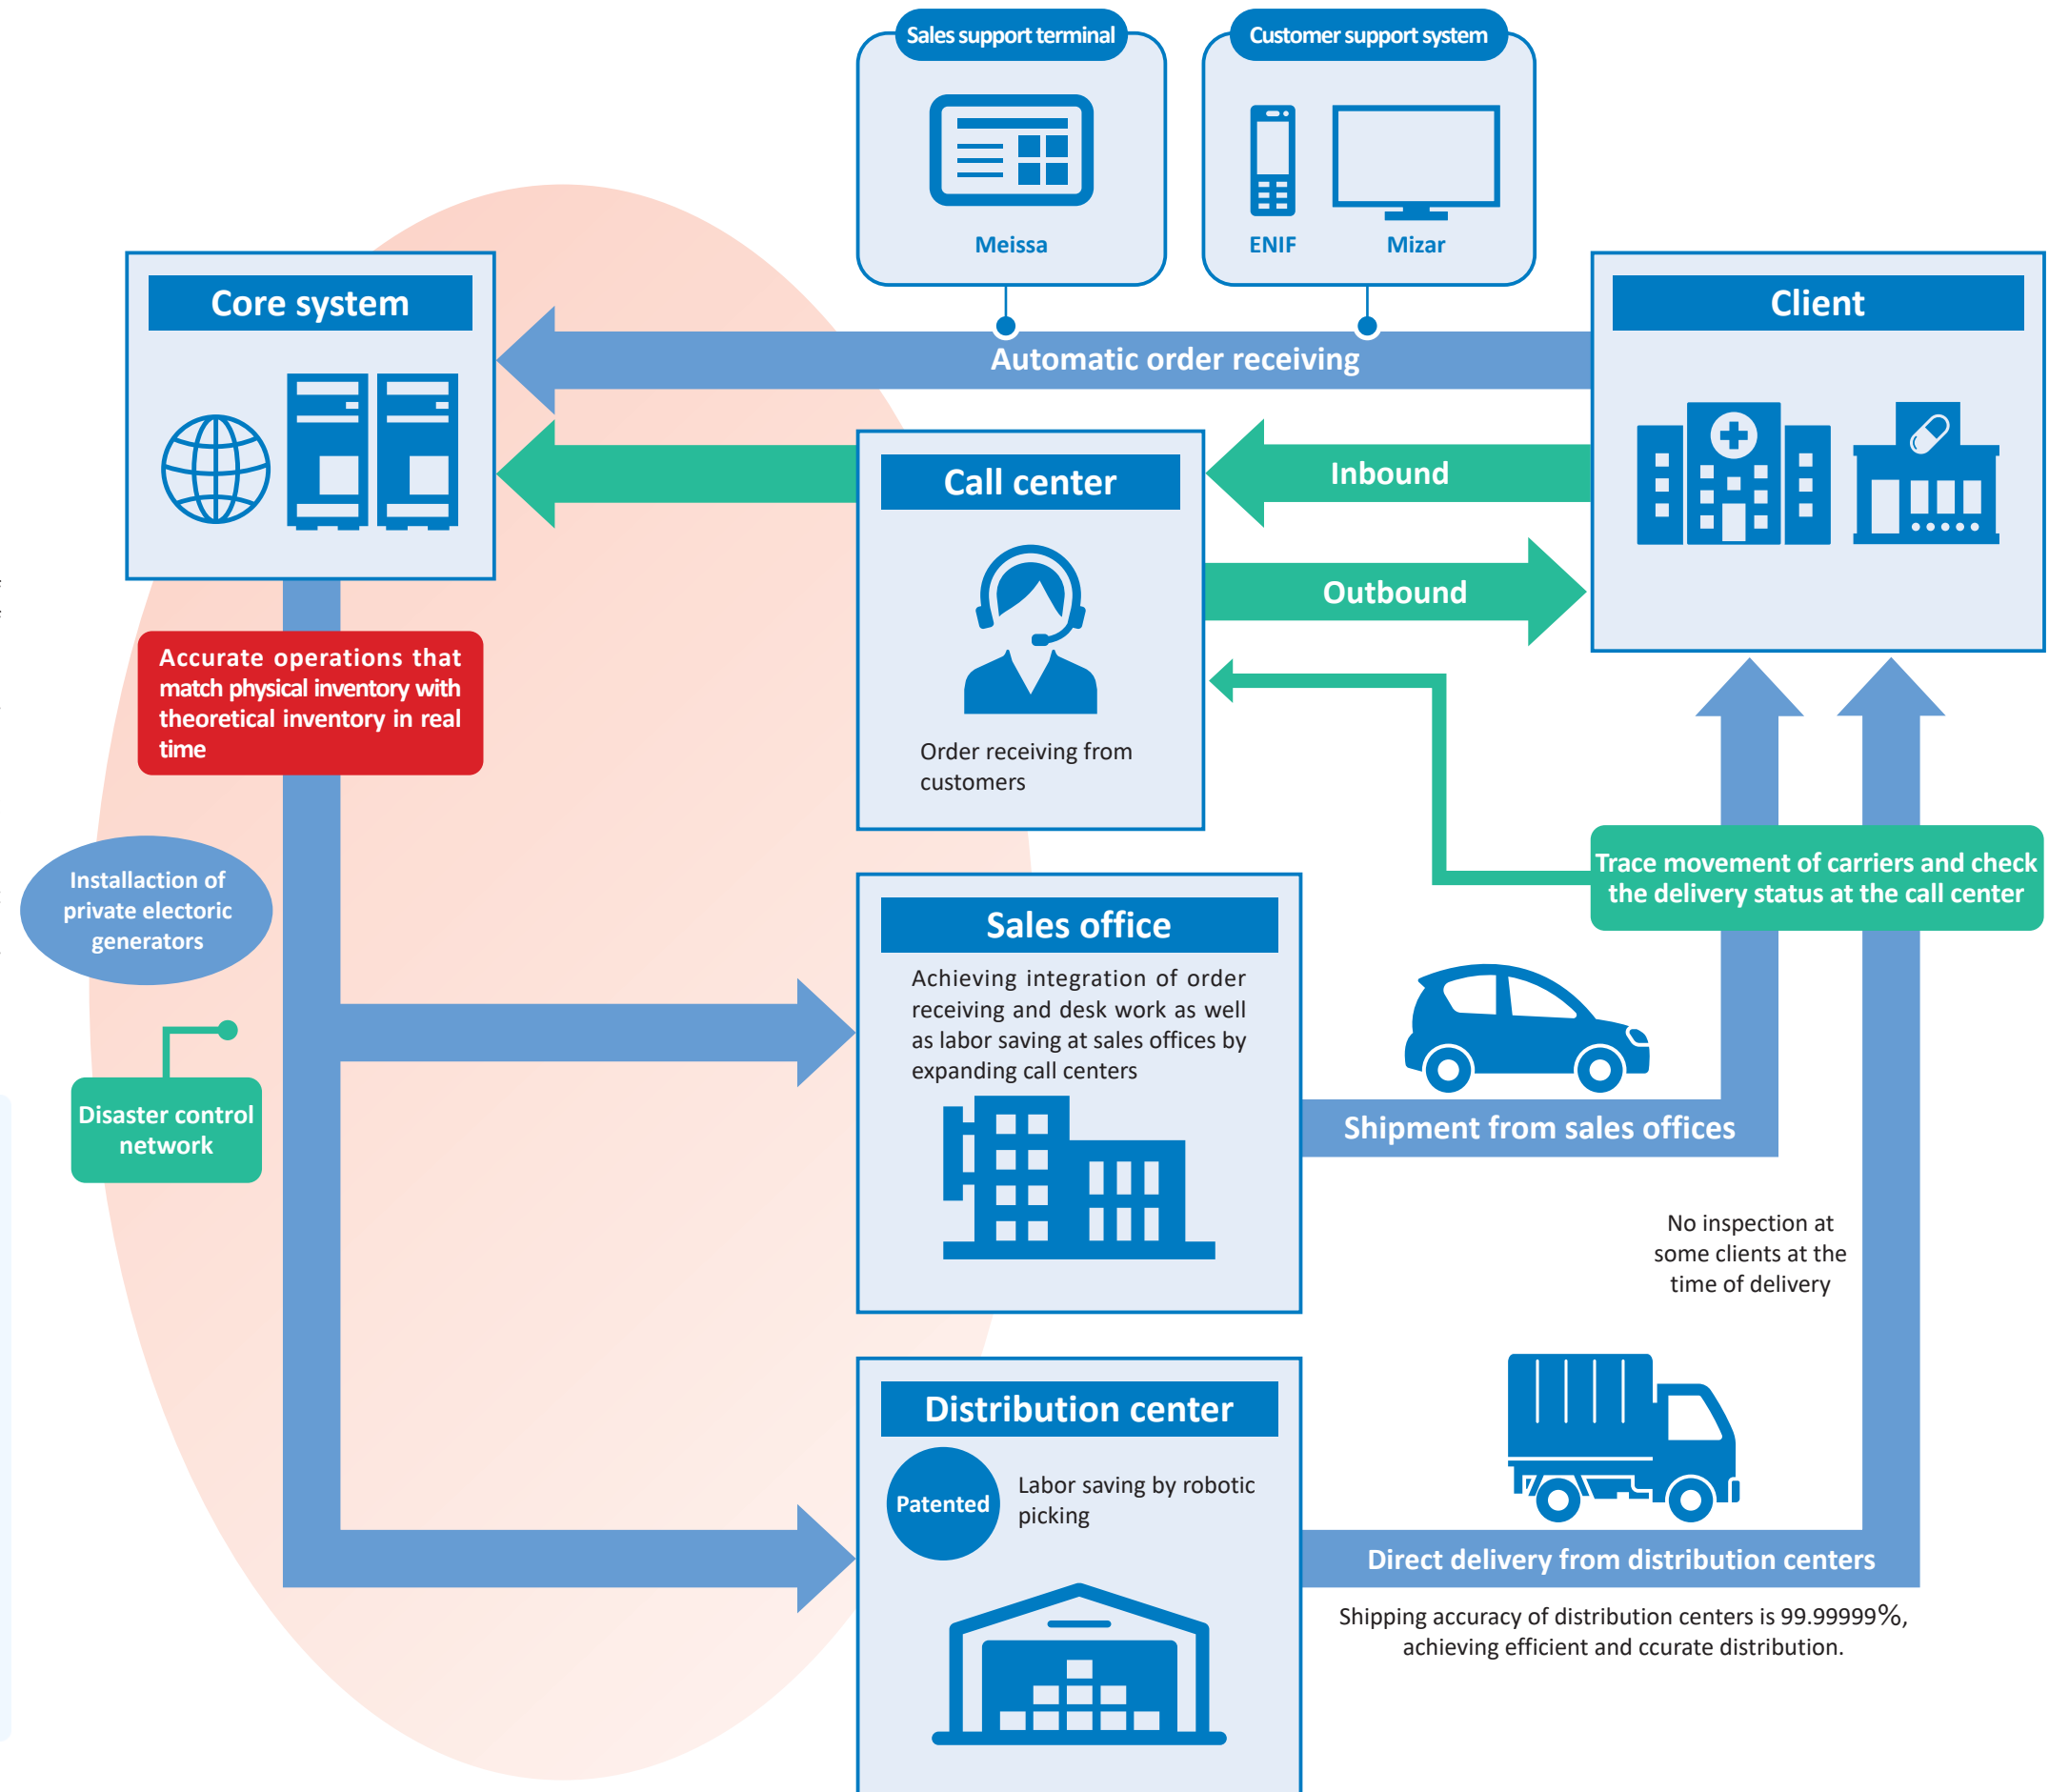 Sales support terminal
Customer support system
Meissa
ENIF
Mizar
Core system
Client
Automatic order receiving
Call center
Inbound
Outbound
Accurate operations that
match physical inventory with
theoretical inventory in real
time
Order receiving from
customers
Installaction of
private electoric
generators
Trace movement of carriers and check
the delivery status at the call center
Sales office
Achieving integration of order
receiving and desk work as well
as labor saving at sales offices by
expanding call centers
Disaster control
network
Shipment from sales offices
No inspection at
some clients at the
time of delivery
Distribution center
Patented
Labor saving by robotic
picking
Direct delivery from distribution centers
Shipping accuracy of distribution centers is 99.99999%,
achieving efficient and ccurate distribution.